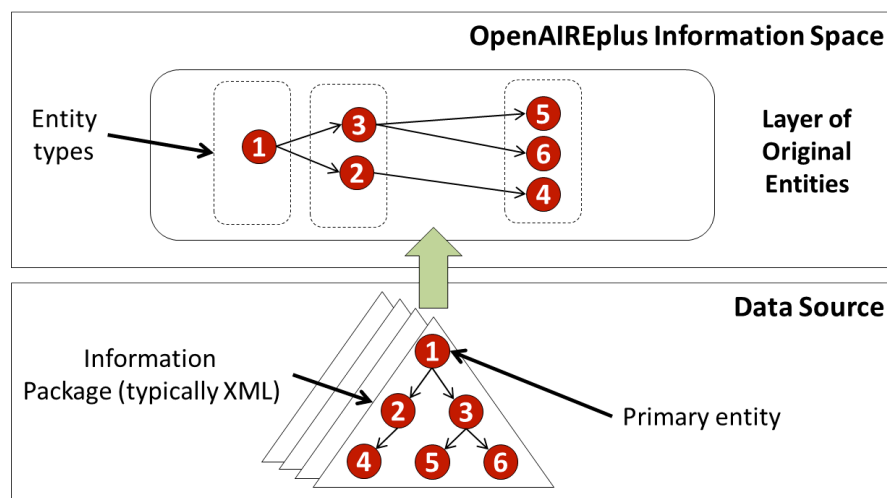 OpenAIREplus Information Space
Entity
types
1
3
2
5
6
4
Layer of
Original
Entities
Data Source
Information
Package (typically XML)
1
2
3
4
5
6
Primary entity